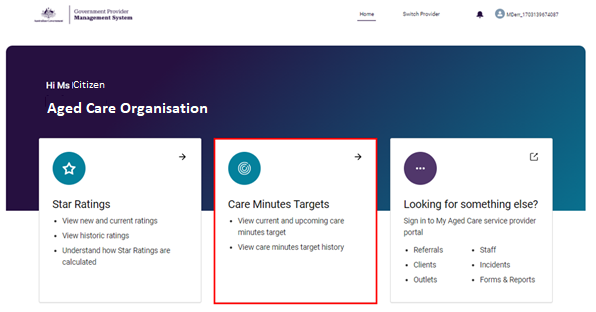 Australian Government
Government Provider
Management System
Home
Switch Provider
MDerr_1703139674087
Hi Ms Citizen
Aged Care Organisation
Star Ratings
• View new and current ratings
• View historic ratings
• Understand how Star Ratings are
calculated
Care Minutes Targets
• View current and upcoming care
minutes target
• View care minutes target history
Looking for something else?
Sign in to My Aged Care service provider
portal
• Referrals
• Clients
• Outlets
• Staff
• Incidents
• Forms & Reports